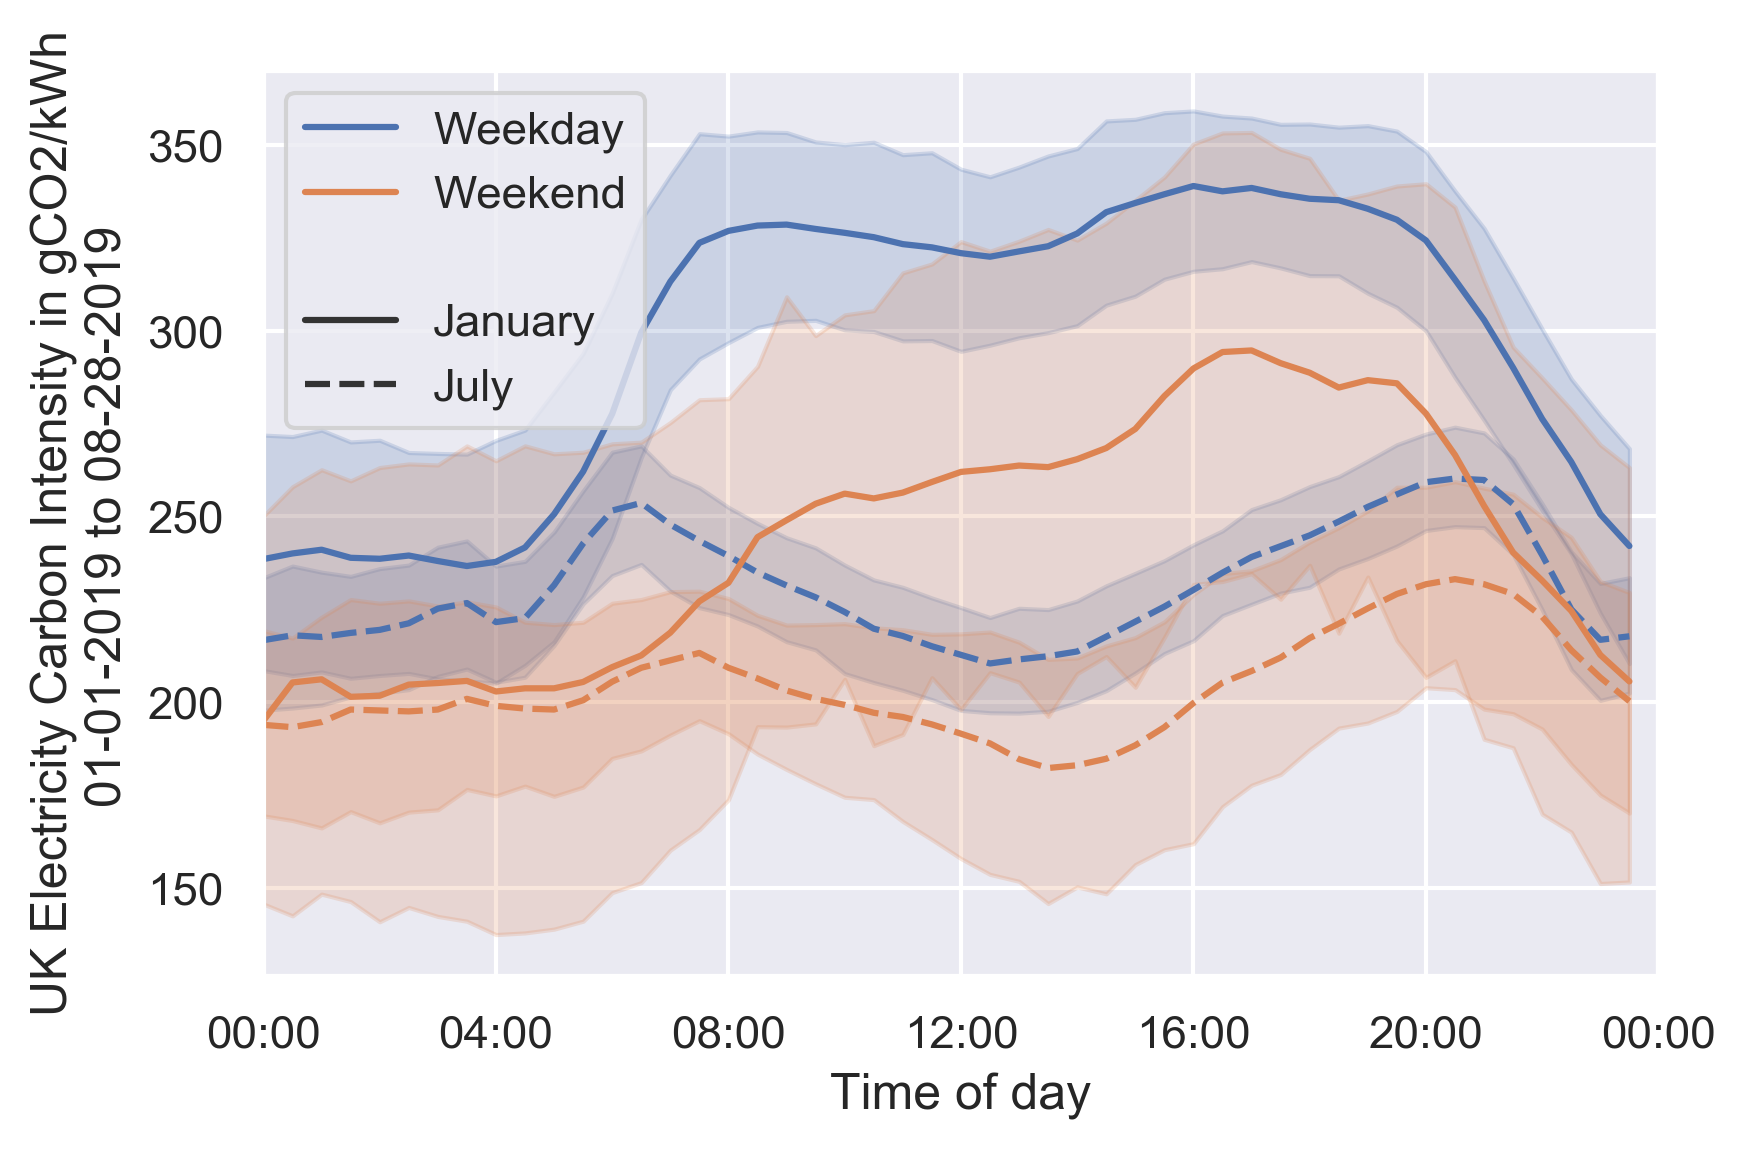 UK Electricity Carbon Intensity in gCO2/kWh
01-01-2019 to 08-28-2019
350
300
250
200
150
Weekday
Weekend
January
July
00:00 04:00 08:00 12:00 16:00 20:00 00:00
Time of day